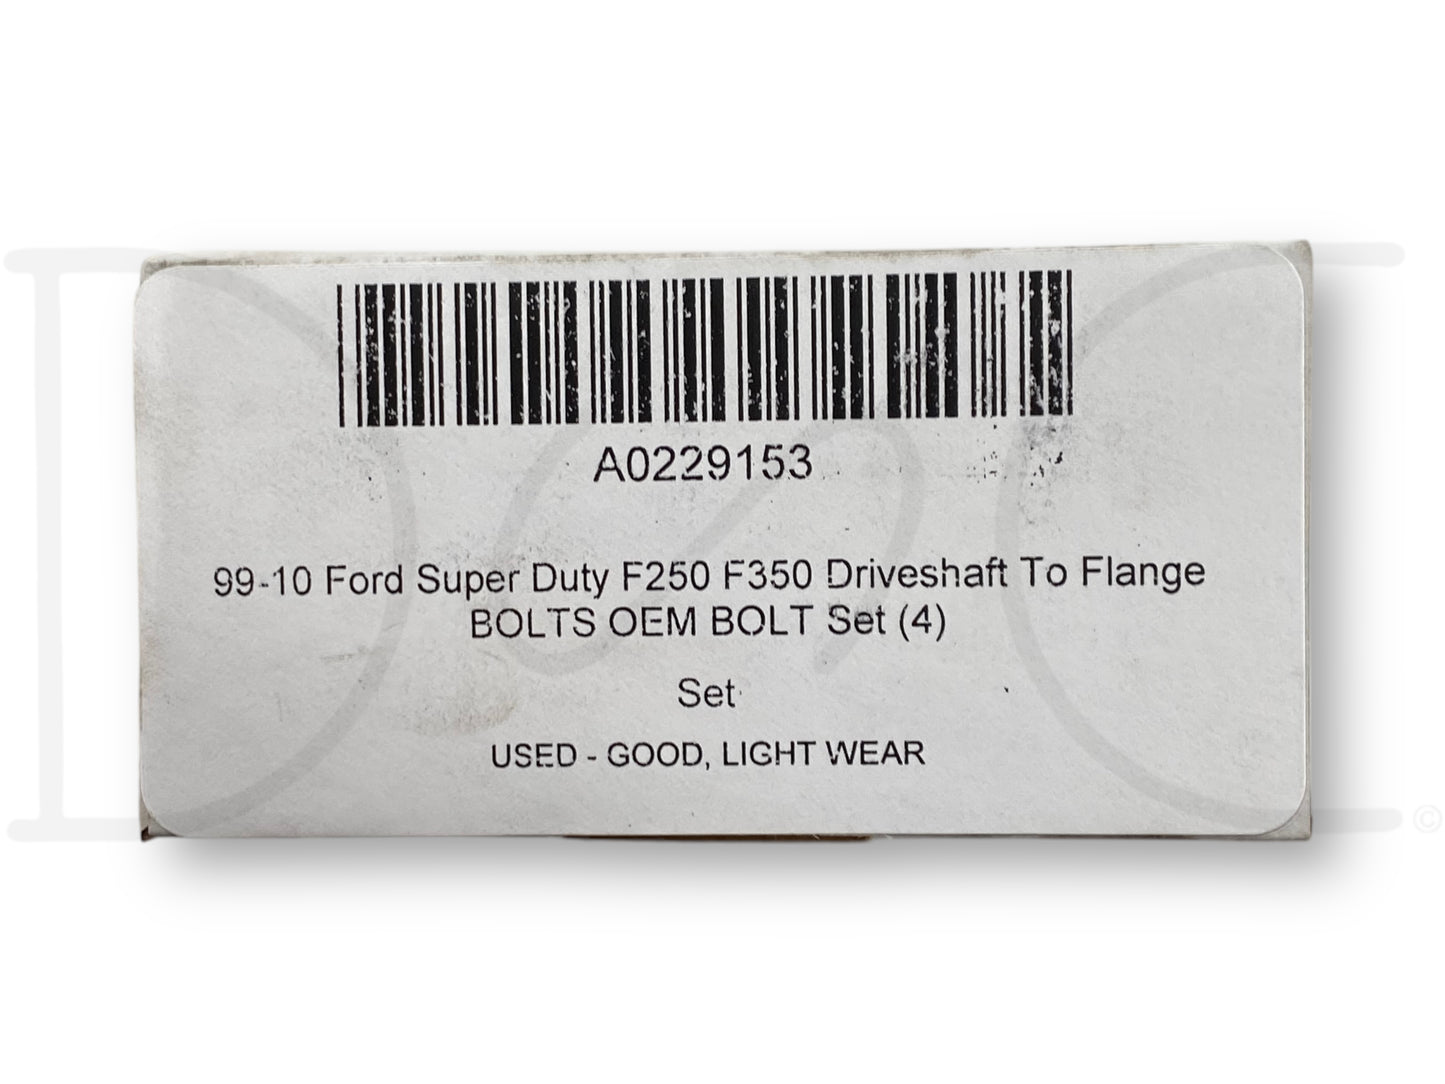 A0229153
99-10 Ford Super Duty F250 F350 Driveshaft To Flange
BOLTS OEM BOLT Set (4)
Set
USED - GOOD, LIGHT WEAR
©